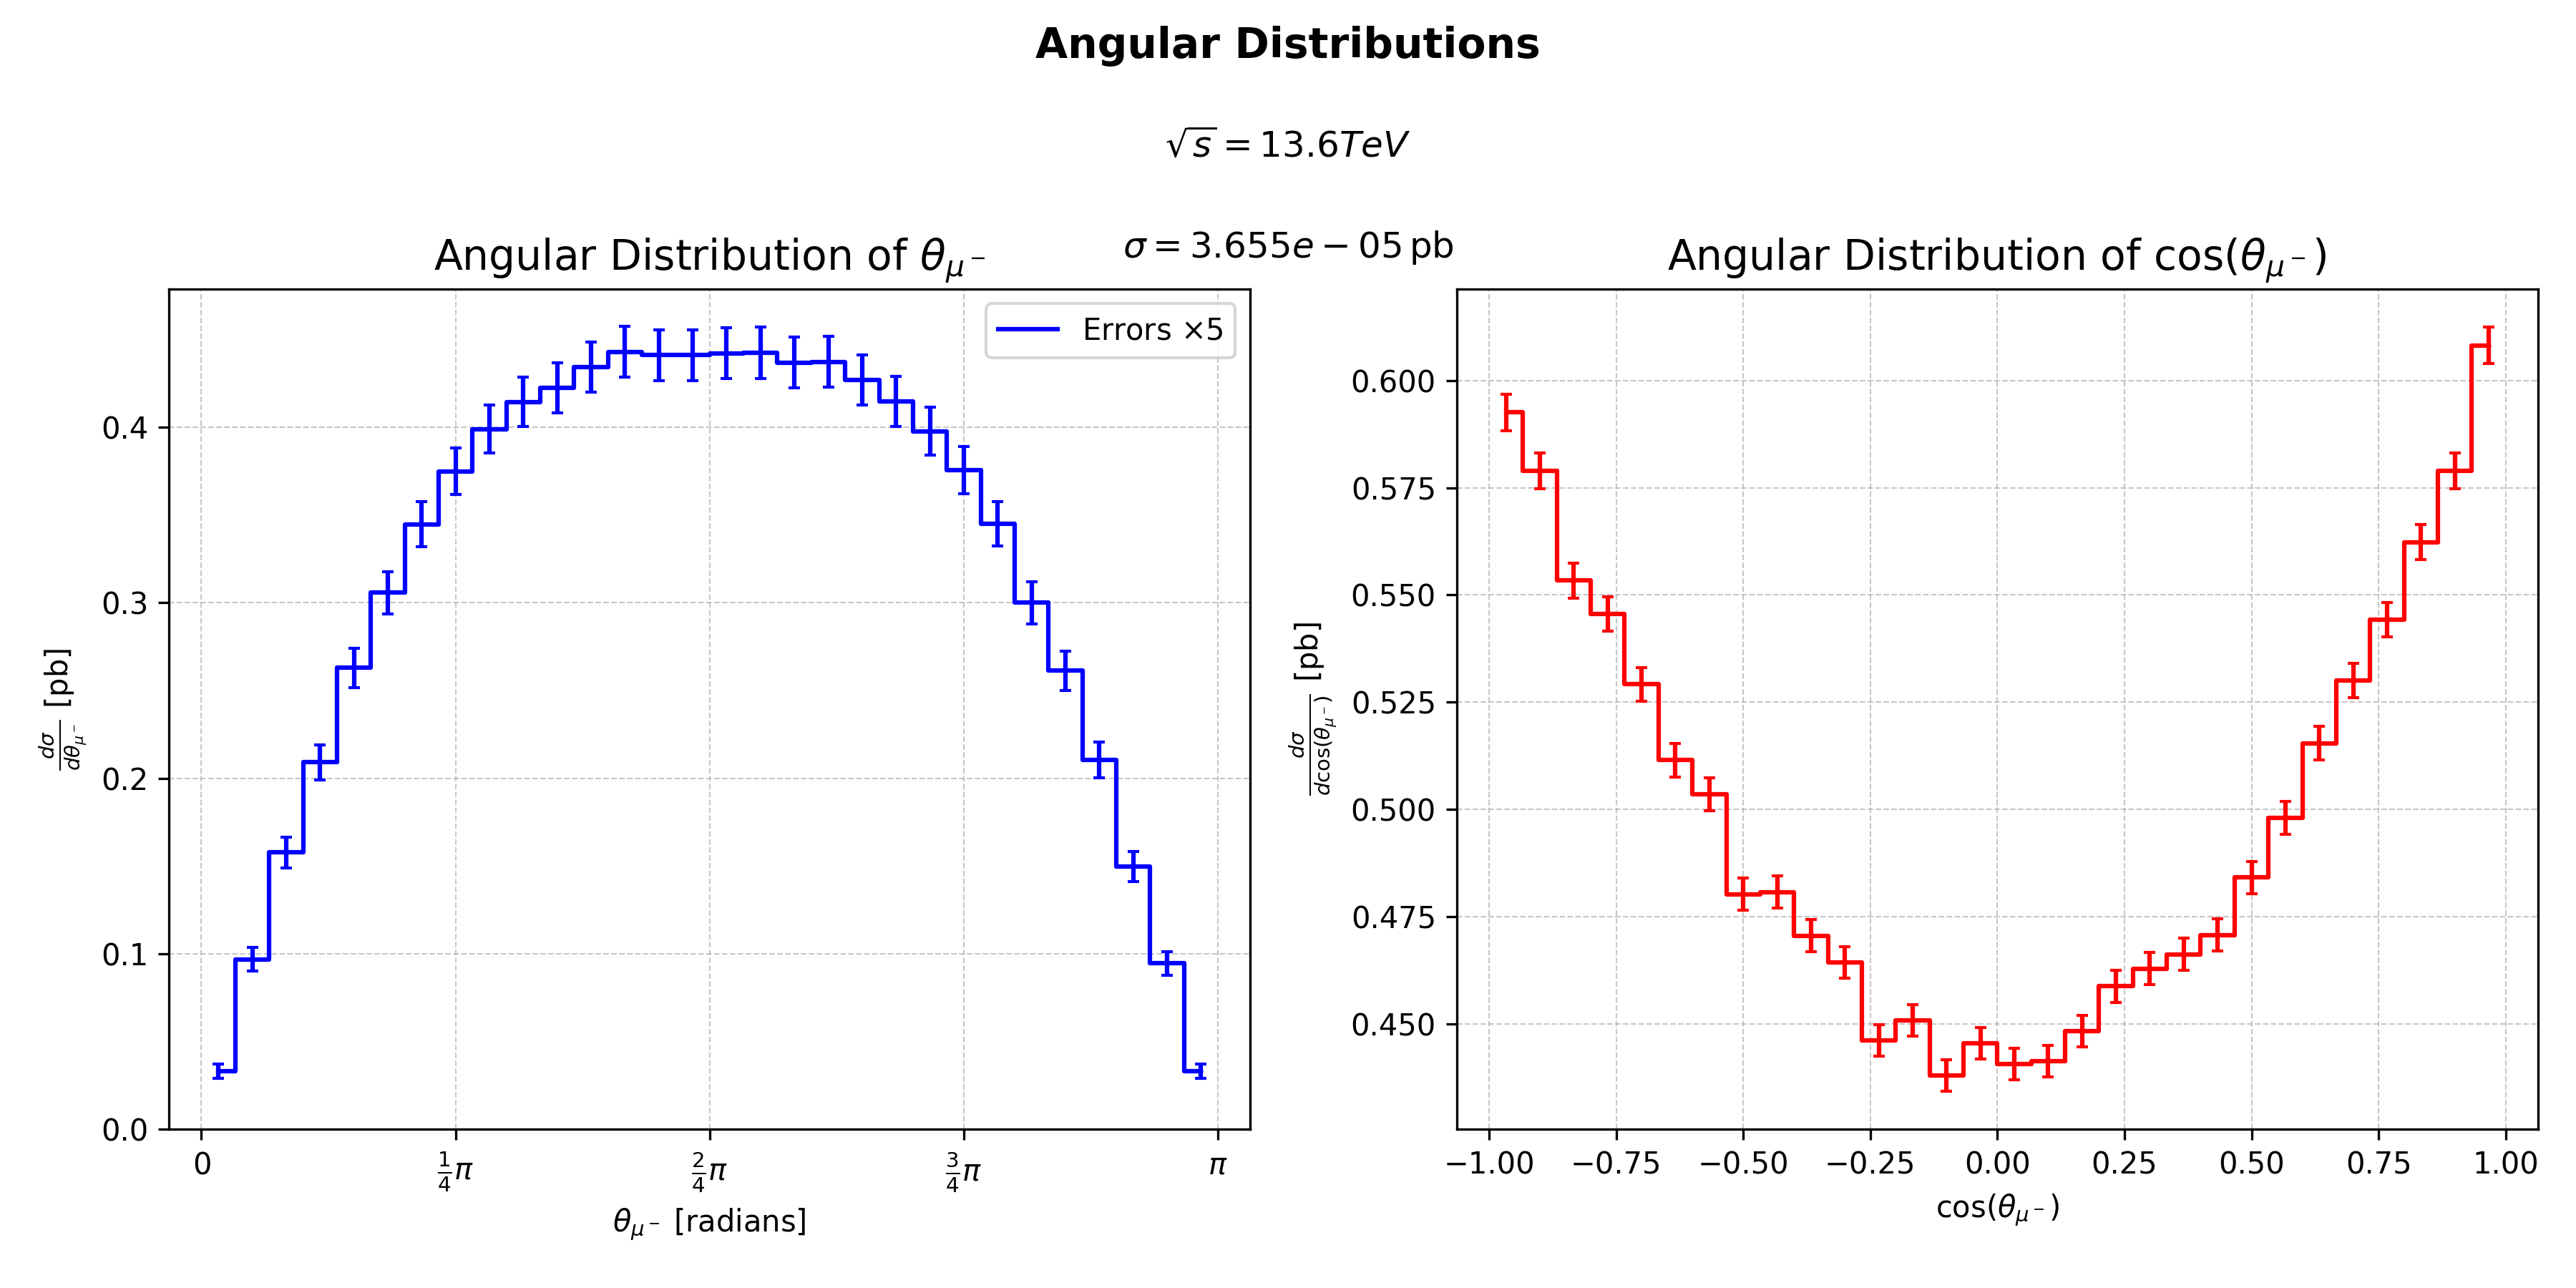 Angular Distributions
√s = 13.6TeV
σ = 3.655e − 05 pb
Angular Distribution of θμ⁻
Errors ×5
0.4
0.3
0.2
0.1
0.0
dσ/dθμ⁻ [pb]
0 1/4π 2/4π 3/4π π
θμ⁻ [radians]
Angular Distribution of cos(θμ⁻)
0.600
0.575
0.550
0.525
0.500
0.475
0.450
dσ/dcos(θμ⁻) [pb]
−1.00 −0.75 −0.50 −0.25 0.00 0.25 0.50 0.75 1.00
cos(θμ⁻)